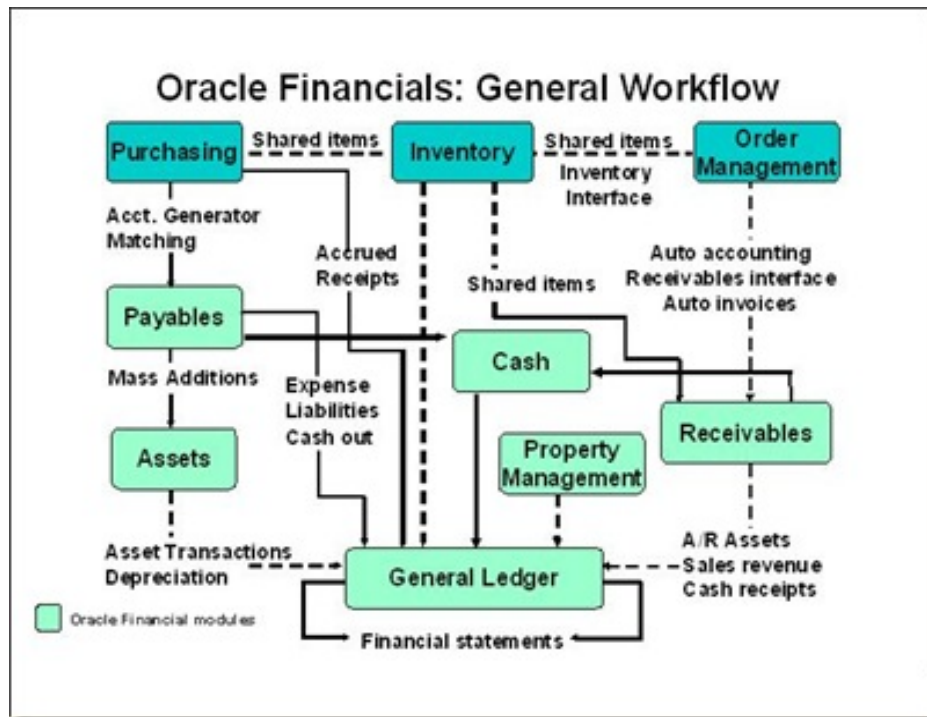 Oracle Financials: General Workflow
Purchasing
Shared items
Inventory
Shared items
Inventory
Interface
Order
Management
Acct. Generator
Matching
Accrued
Receipts
Shared items
Auto accounting
Receivables interface
Auto invoices
Payables
Cash
Mass Additions
Expense
Liabilities
Cash out
Assets
Property
Management
Receivables
Asset Transactions
Depreciation
General Ledger
A/R Assets
Sales revenue
Cash receipts
Oracle Financial modules
Financial statements